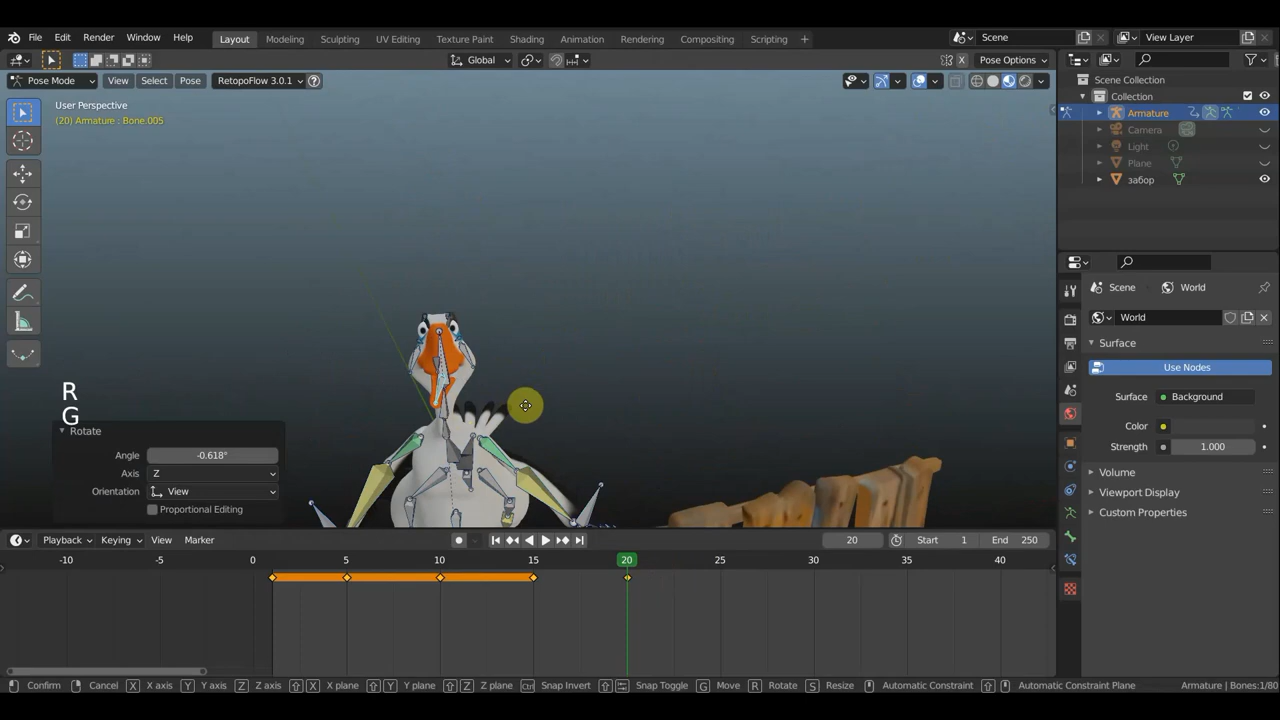 File Edit Render Window Help Layout Modeling Sculpting UV Editing Texture Paint Shading Animation Rendering Compositing Scripting + Scene View Layer
Global Pose Options
Pose Mode View Select Pose RetopoFlow 3.0.1
User Perspective
(20) Armature : Bone.005
Scene Collection
Collection
Armature
Camera
Light
Plane
забор
Scene World
World
Surface
Use Nodes
Surface Background
Color
Strength 1.000
Volume
Viewport Display
Custom Properties
R
G
Rotate
Angle -0.618°
Axis Z
Orientation View
Proportional Editing
Playback Keying View Marker 20 Start 1 End 250
-10 0 5 10 15 20 25 30 35 40
Confirm Cancel X X axis Y Y axis Z Z axis X X plane Y Y plane Z Z plane Ctrl Snap Invert Snap Toggle G Move R Rotate S Resize Automatic Constraint Automatic Constraint Plane Armature | Bones:1/80